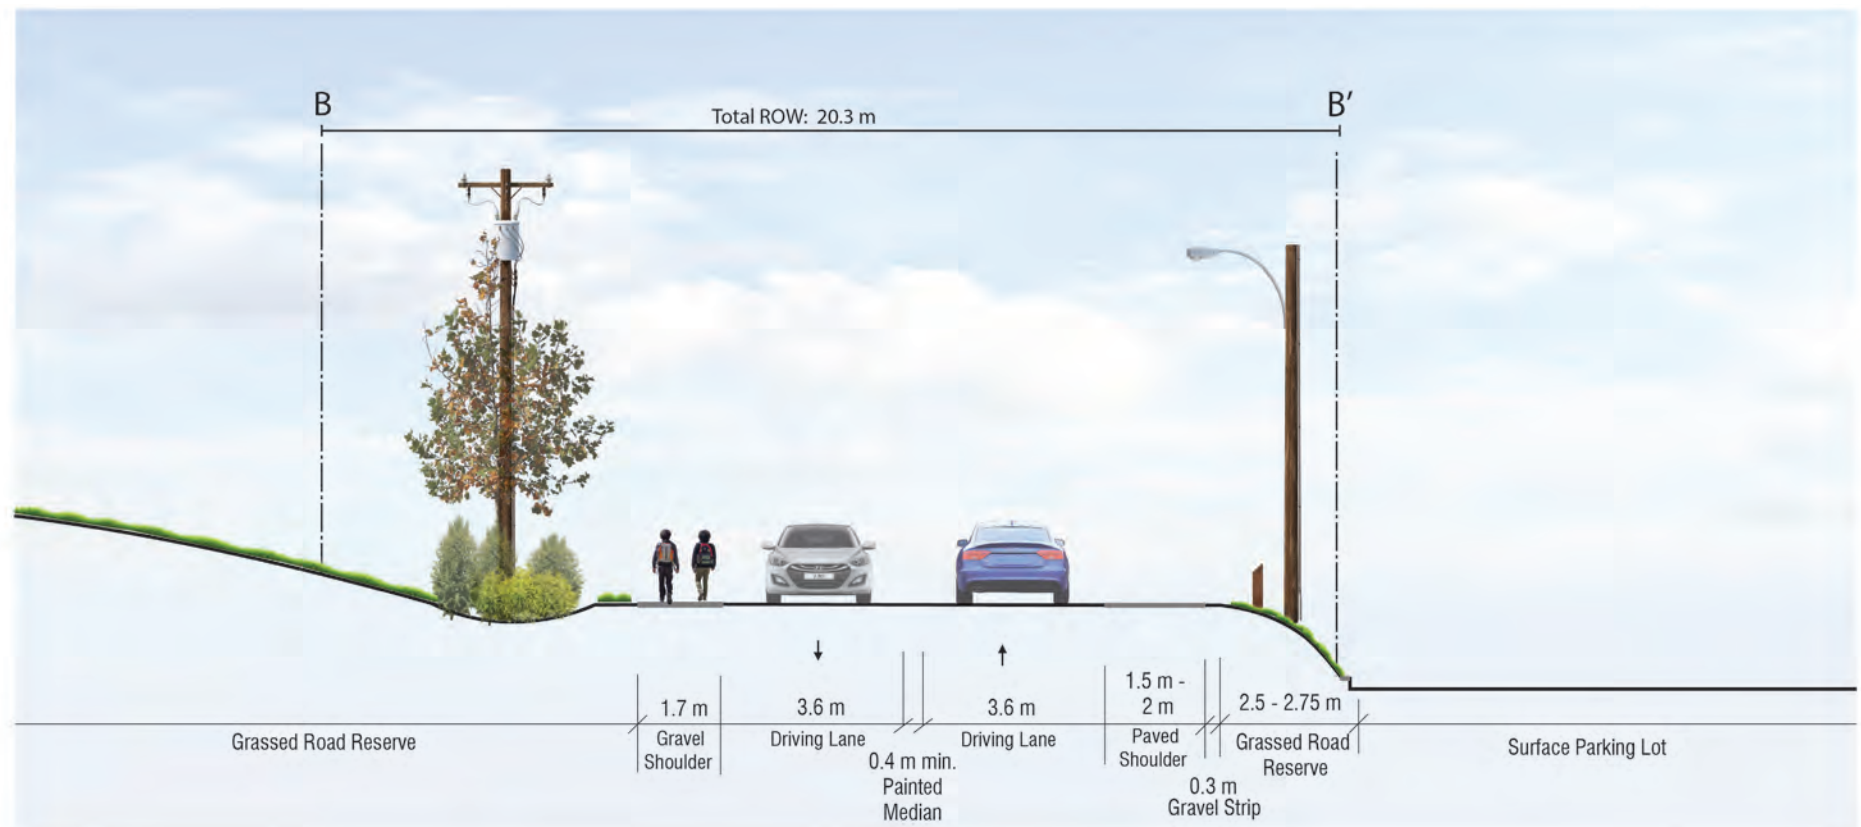 B
B′
Total ROW: 20.3 m
1.7 m
3.6 m
3.6 m
1.5 m -
2 m
2.5 - 2.75 m
Grassed Road Reserve
Gravel
Shoulder
Driving Lane
0.4 m min.
Painted
Median
Driving Lane
Paved
Shoulder
0.3 m
Gravel Strip
Grassed Road
Reserve
Surface Parking Lot